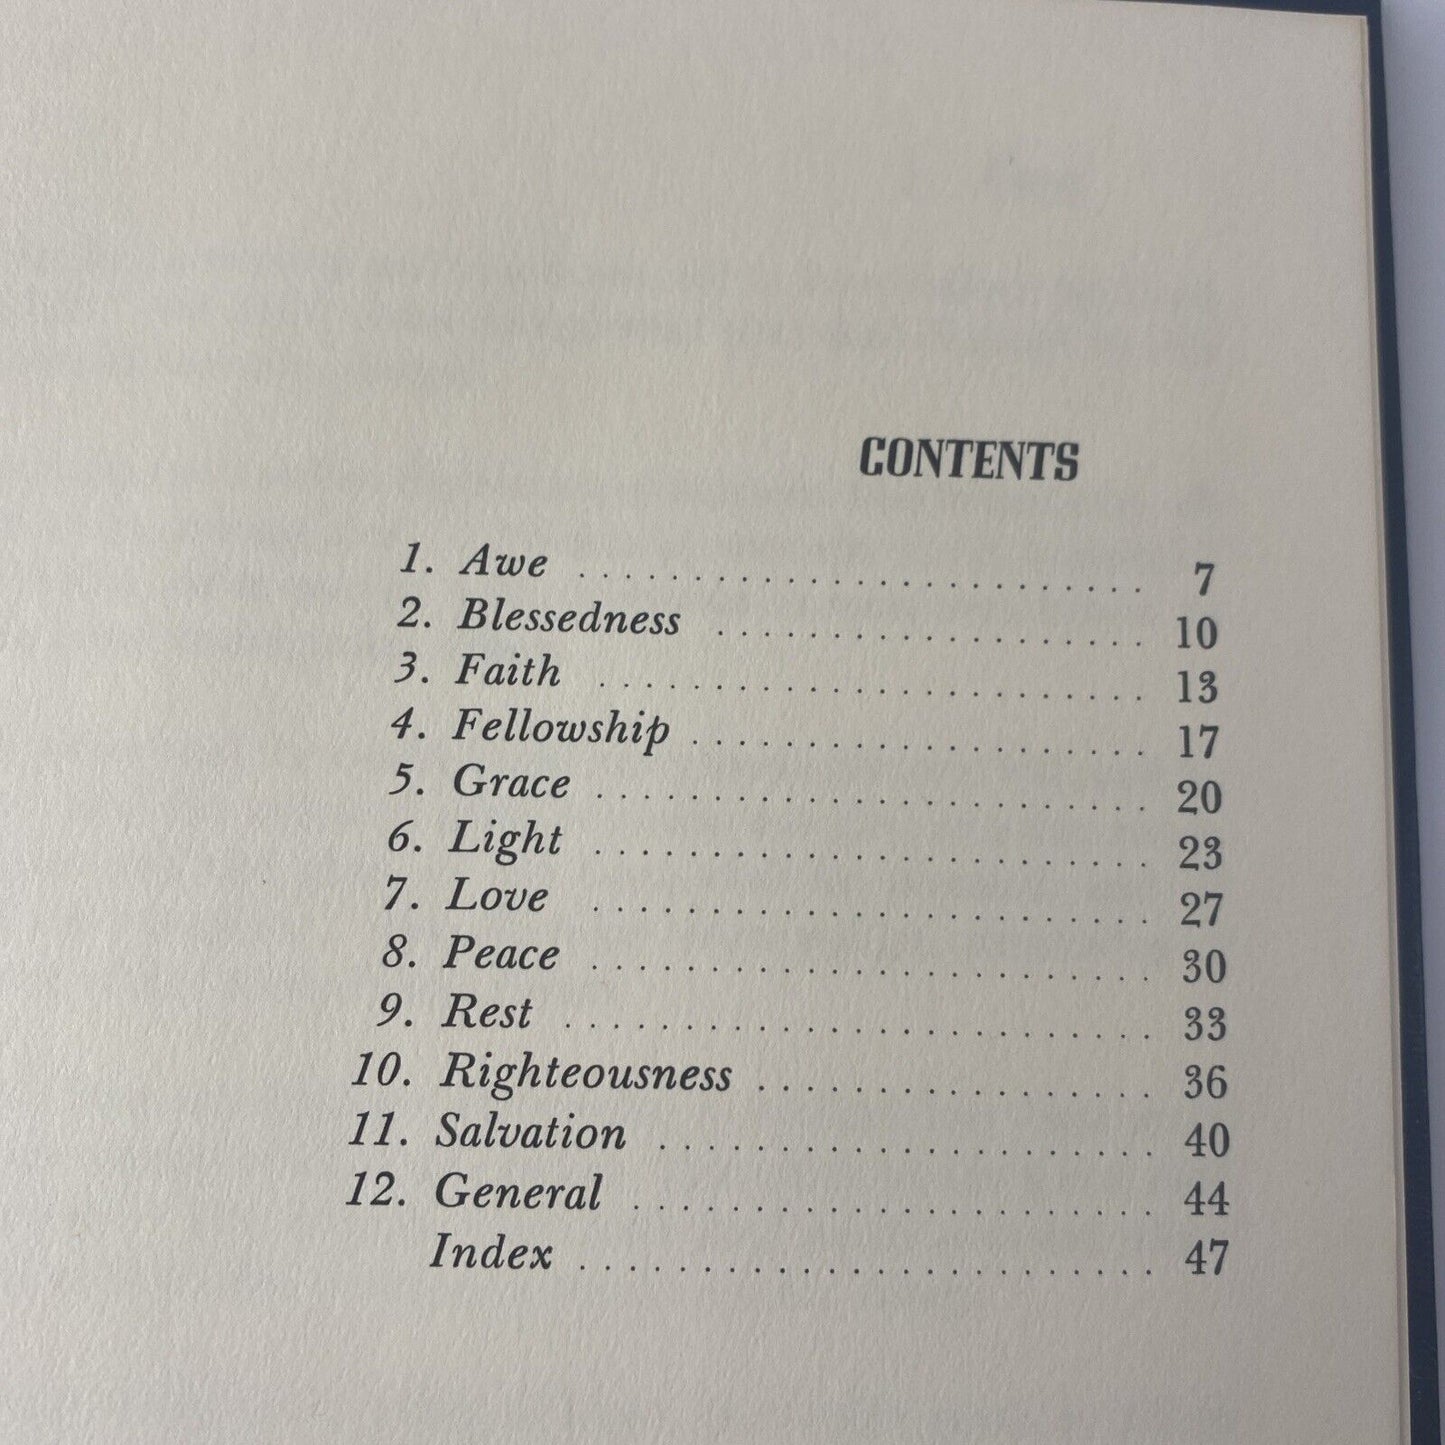 CONTENTS
1. Awe . . . . . . . . . . . . . . . . . . . . . . . . . 7
2. Blessedness . . . . . . . . . . . . . . . . . . . 10
3. Faith . . . . . . . . . . . . . . . . . . . . . . . . 13
4. Fellowship . . . . . . . . . . . . . . . . . . . . 17
5. Grace . . . . . . . . . . . . . . . . . . . . . . . . 20
6. Light . . . . . . . . . . . . . . . . . . . . . . . . 23
7. Love . . . . . . . . . . . . . . . . . . . . . . . . 27
8. Peace . . . . . . . . . . . . . . . . . . . . . . . . 30
9. Rest . . . . . . . . . . . . . . . . . . . . . . . . . 33
10. Righteousness . . . . . . . . . . . . . . . . . 36
11. Salvation . . . . . . . . . . . . . . . . . . . . . 40
12. General . . . . . . . . . . . . . . . . . . . . . . 44
Index . . . . . . . . . . . . . . . . . . . . . . . . 47